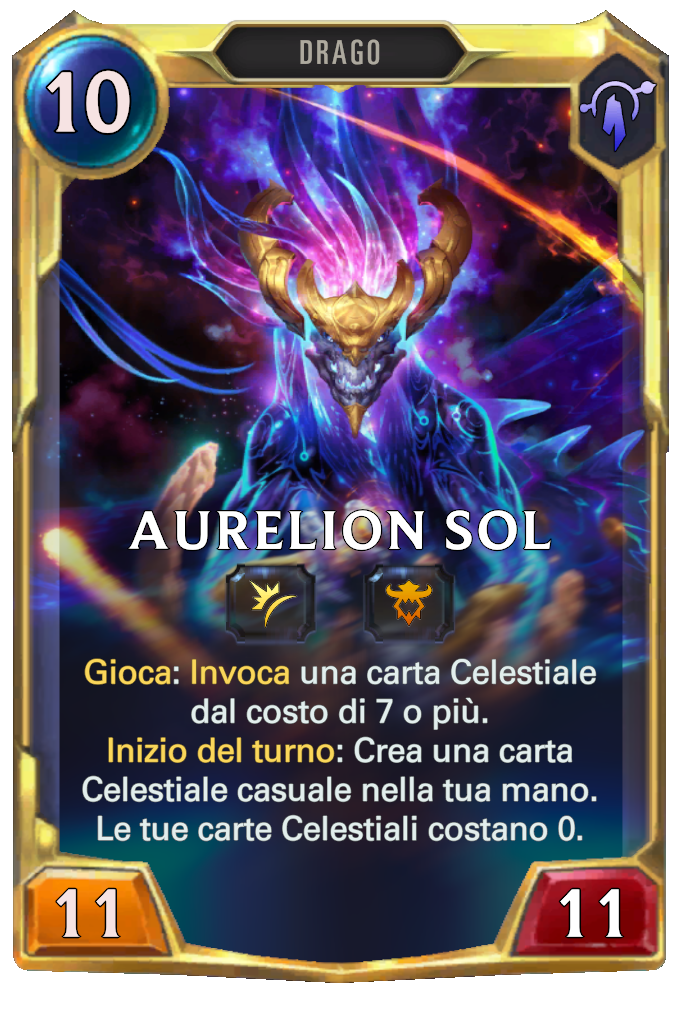 DRAGO
10
AURELION SOL
Gioca: Invoca una carta Celestiale
dal costo di 7 o più.
Inizio del turno: Crea una carta
Celestiale casuale nella tua mano.
Le tue carte Celestiali costano 0.
11
11